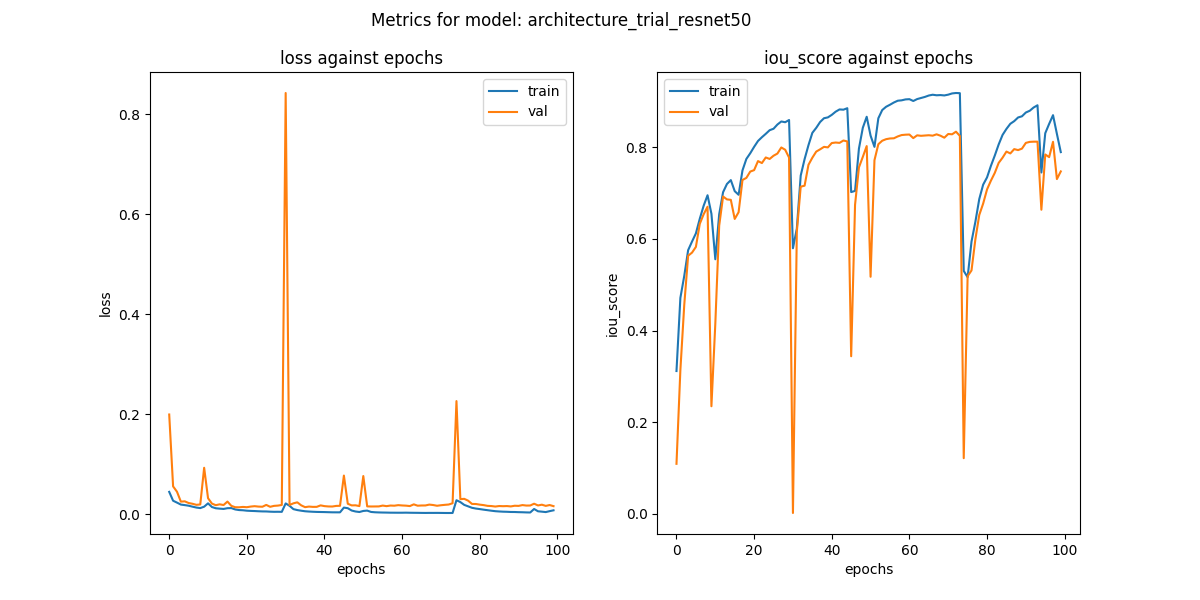 Metrics for model: architecture_trial_resnet50
loss against epochs
train
val
0.8
0.6
0.4
0.2
0.0
loss
0 20 40 60 80 100
epochs
iou_score against epochs
train
val
0.8
0.6
0.4
0.2
0.0
iou_score
0 20 40 60 80 100
epochs